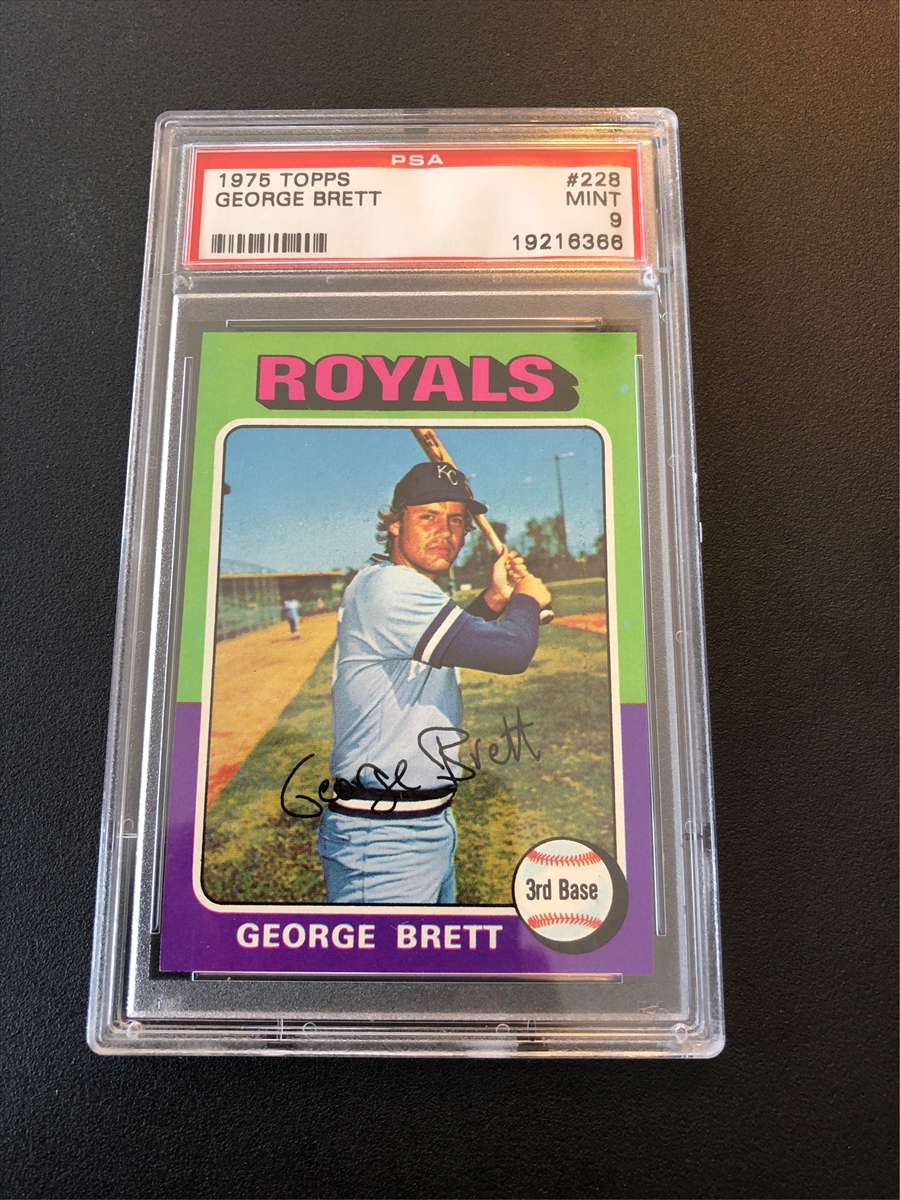 PSA
1975 TOPPS #228
GEORGE BRETT MINT
9
19216366
ROYALS
KC
George Brett
3rd Base
GEORGE BRETT